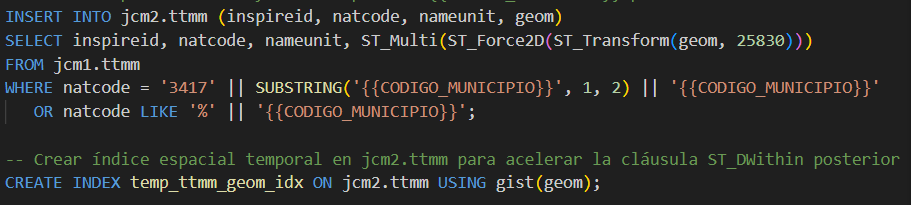 INSERT INTO jcm2.ttmm (inspireid, natcode, nameunit, geom)
SELECT inspireid, natcode, nameunit, ST_Multi(ST_Force2D(ST_Transform(geom, 25830)))
FROM jcm1.ttmm
WHERE natcode = '3417' || SUBSTRING('{{CODIGO_MUNICIPIO}}', 1, 2) || '{{CODIGO_MUNICIPIO}}'
   OR natcode LIKE '%' || '{{CODIGO_MUNICIPIO}}';

-- Crear índice espacial temporal en jcm2.ttmm para acelerar la cláusula ST_DWithin posterior
CREATE INDEX temp_ttmm_geom_idx ON jcm2.ttmm USING gist(geom);